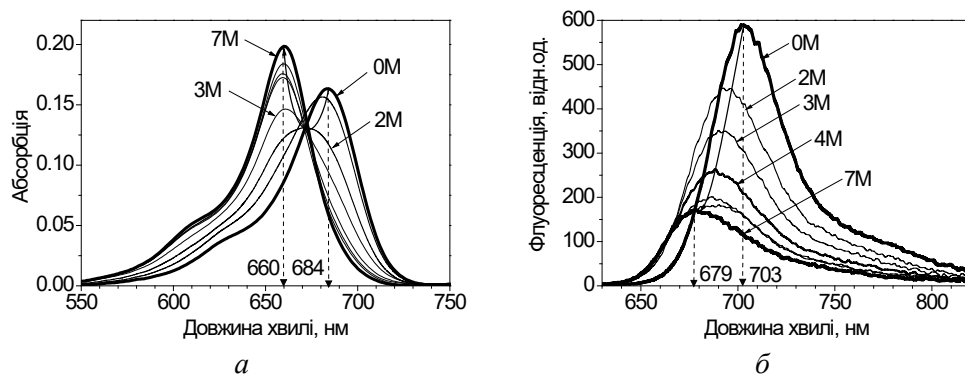 0.20
0.15
0.10
0.05
0.00
Абсорбція
7M
0M
3M
2M
660
684
550
600
650
700
750
Довжина хвилі, нм
а
600
500
400
300
200
100
0
Флуоресценція, відн.од.
0M
2M
3M
4M
7M
679
703
650
700
750
800
Довжина хвилі, нм
б